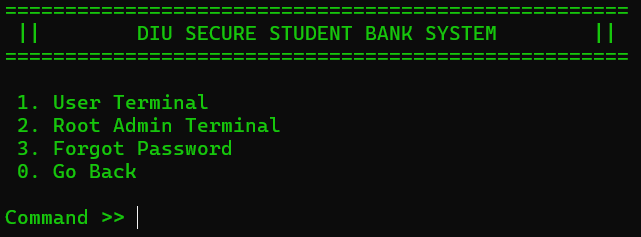 ====================================================
|| DIU SECURE STUDENT BANK SYSTEM ||
====================================================
1. User Terminal
2. Root Admin Terminal
3. Forgot Password
0. Go Back
Command >>